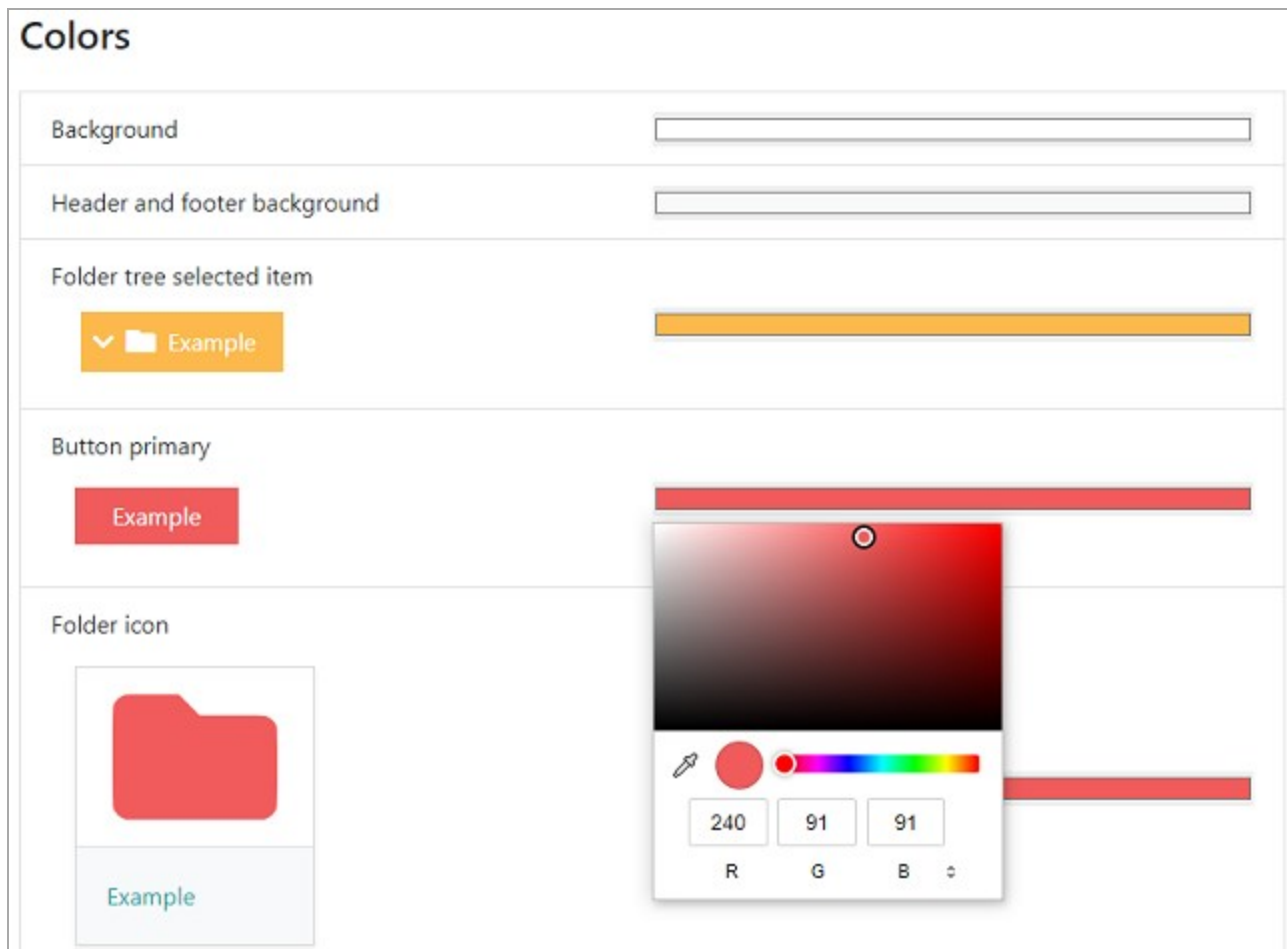 Colors
Background
Header and footer background
Folder tree selected item
Example
Button primary
Example
Folder icon
Example
240 91 91
R G B